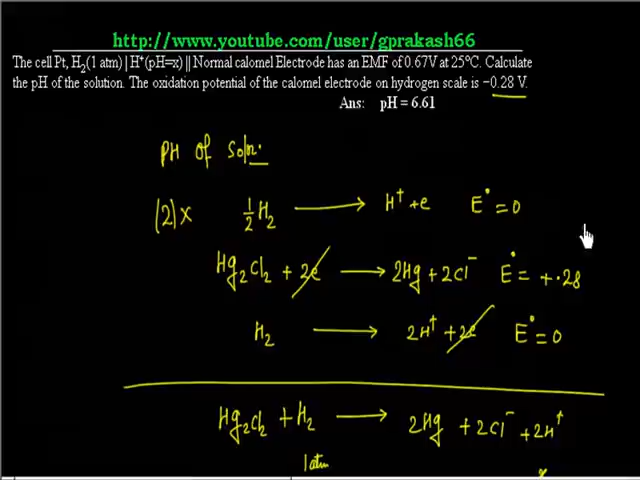 http://www.youtube.com/user/gprakash66
The cell Pt, H₂(1 atm) | H⁺(pH=x) || Normal calomel Electrode has an EMF of 0.67V at 25°C. Calculate
the pH of the solution. The oxidation potential of the calomel electrode on hydrogen scale is −0.28 V.
Ans: pH = 6.61
PH of soln.
(2)× ½H₂ ⟶ H⁺ + e E° = 0
Hg₂Cl₂ + 2e ⟶ 2Hg + 2Cl⁻ E° = +.28
H₂ ⟶ 2H⁺ + 2e E° = 0
Hg₂Cl₂ + H₂ ⟶ 2Hg + 2Cl⁻ + 2H⁺
1atm